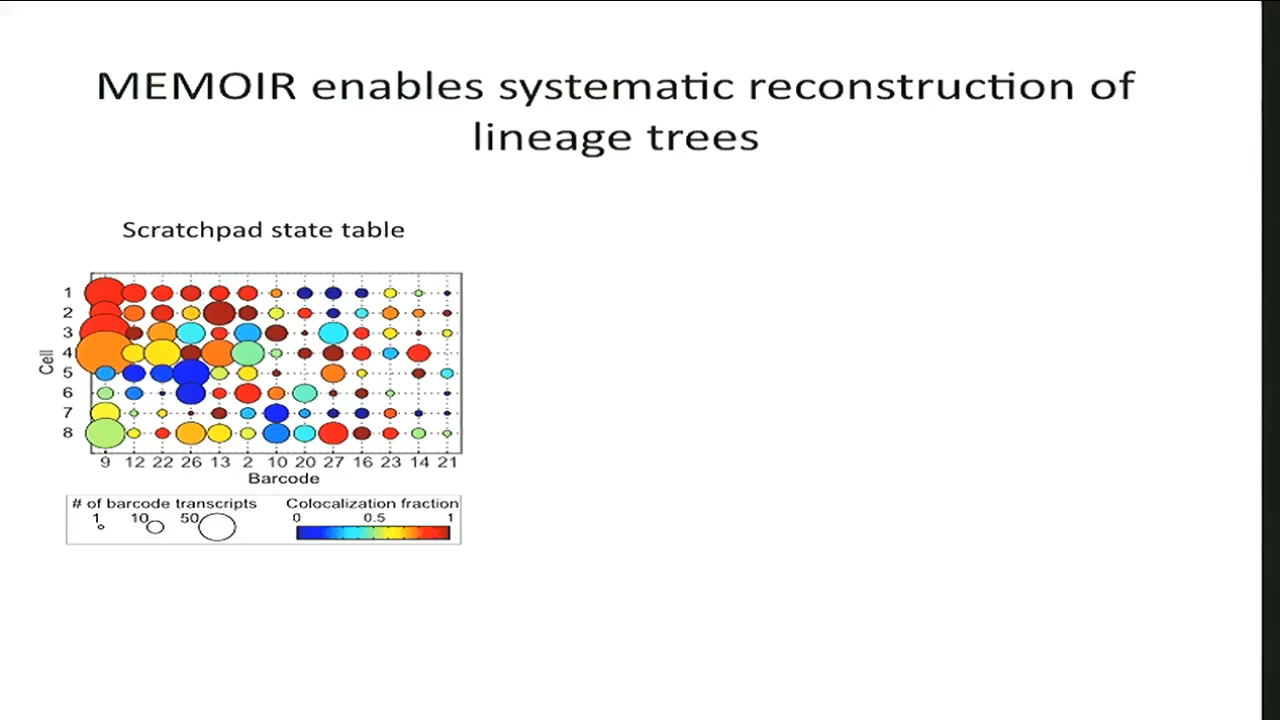 MEMOIR enables systematic reconstruction of
lineage trees
Scratchpad state table
Cell
1
2
3
4
5
6
7
8
9 12 22 26 13 2 10 20 27 16 23 14 21
Barcode
# of barcode transcripts
1 10 50
Colocalization fraction
0 0.5 1